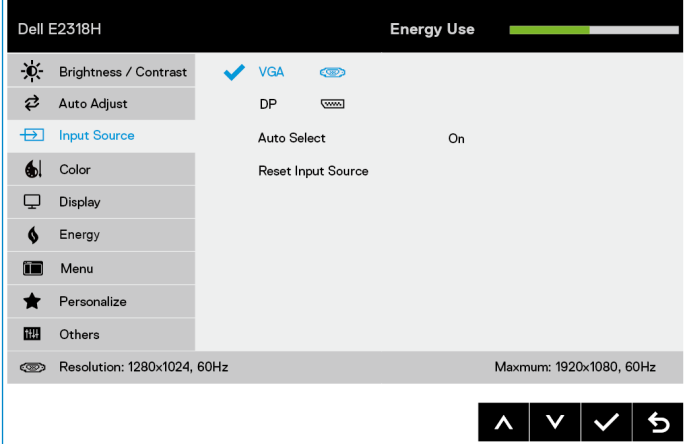 Dell E2318H Energy Use
Brightness / Contrast VGA
Auto Adjust DP
Input Source Auto Select On
Color Reset Input Source
Display
Energy
Menu
Personalize
Others
Resolution: 1280x1024, 60Hz Maxmum: 1920x1080, 60Hz